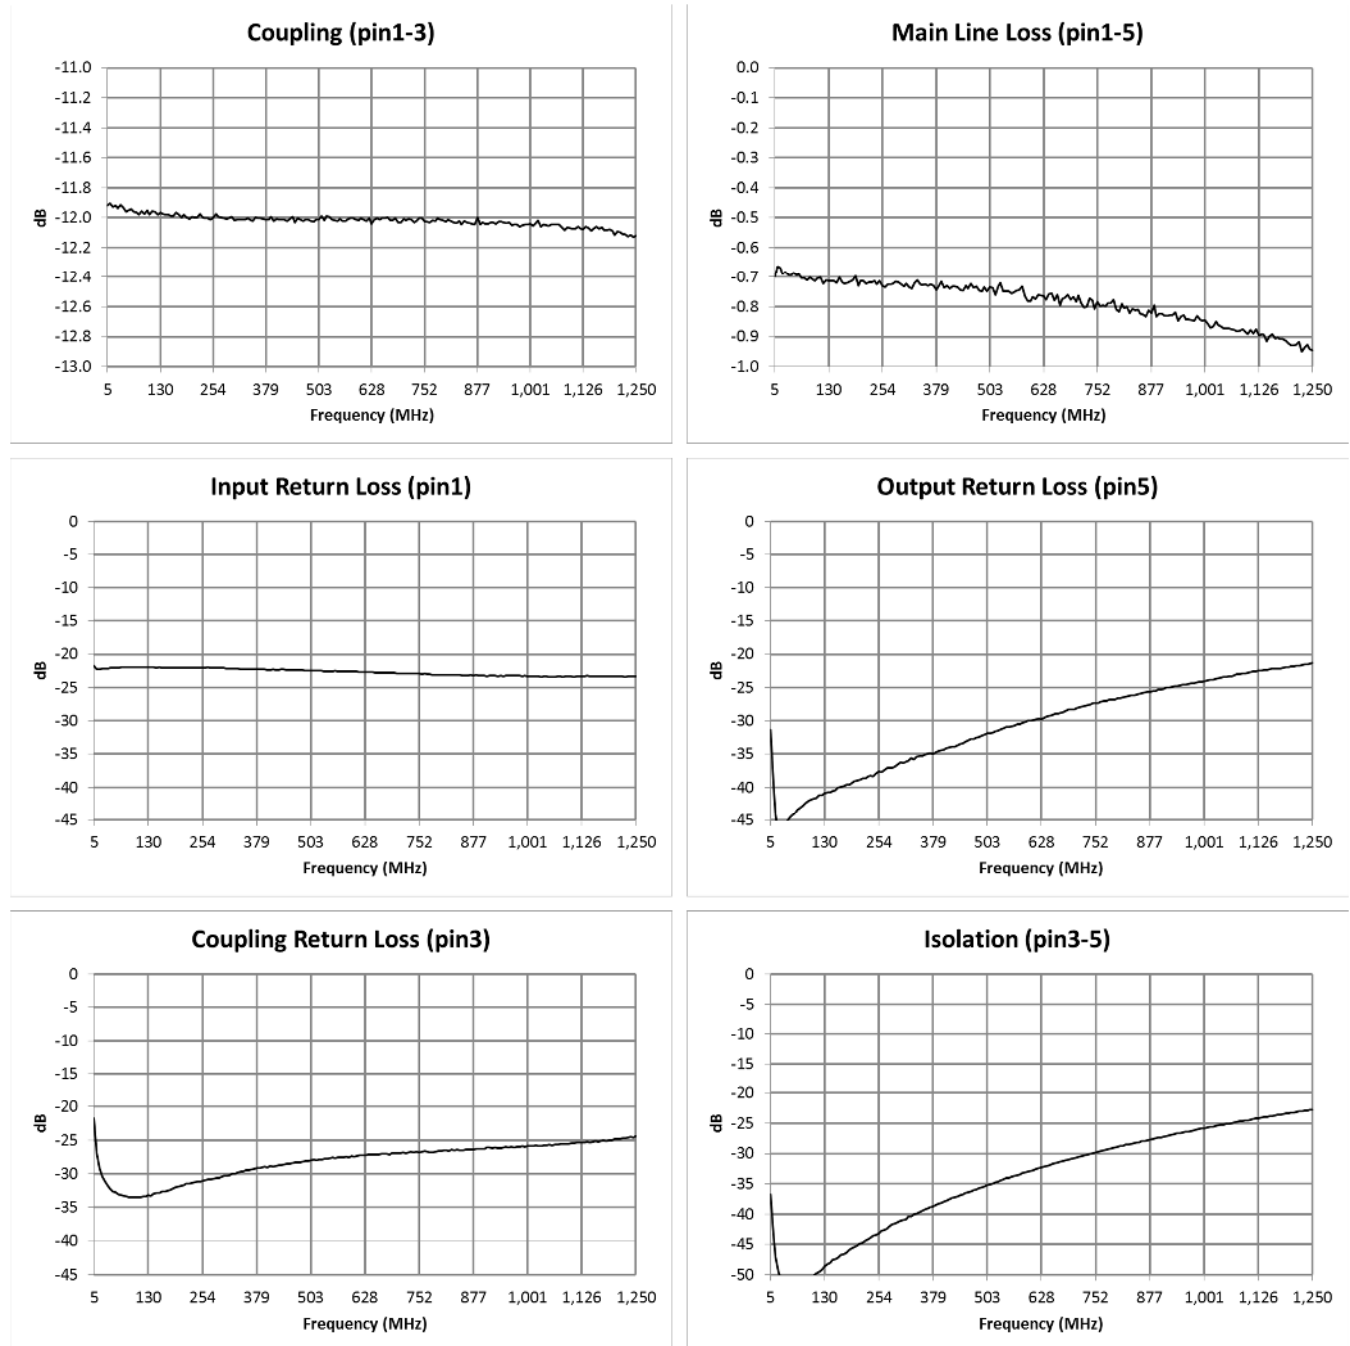 Coupling (pin1-3)
-11.0
-11.2
-11.4
-11.6
-11.8
-12.0
-12.2
-12.4
-12.6
-12.8
-13.0
dB
5 130 254 379 503 628 752 877 1,001 1,126 1,250
Frequency (MHz)
Main Line Loss (pin1-5)
0.0
-0.1
-0.2
-0.3
-0.4
-0.5
-0.6
-0.7
-0.8
-0.9
-1.0
dB
5 130 254 379 503 628 752 877 1,001 1,126 1,250
Frequency (MHz)
Input Return Loss (pin1)
0
-5
-10
-15
-20
-25
-30
-35
-40
-45
dB
5 130 254 379 503 628 752 877 1,001 1,126 1,250
Frequency (MHz)
Output Return Loss (pin5)
0
-5
-10
-15
-20
-25
-30
-35
-40
-45
dB
5 130 254 379 503 628 752 877 1,001 1,126 1,250
Frequency (MHz)
Coupling Return Loss (pin3)
0
-5
-10
-15
-20
-25
-30
-35
-40
-45
dB
5 130 254 379 503 628 752 877 1,001 1,126 1,250
Frequency (MHz)
Isolation (pin3-5)
0
-5
-10
-15
-20
-25
-30
-35
-40
-45
-50
dB
5 130 254 379 503 628 752 877 1,001 1,126 1,250
Frequency (MHz)